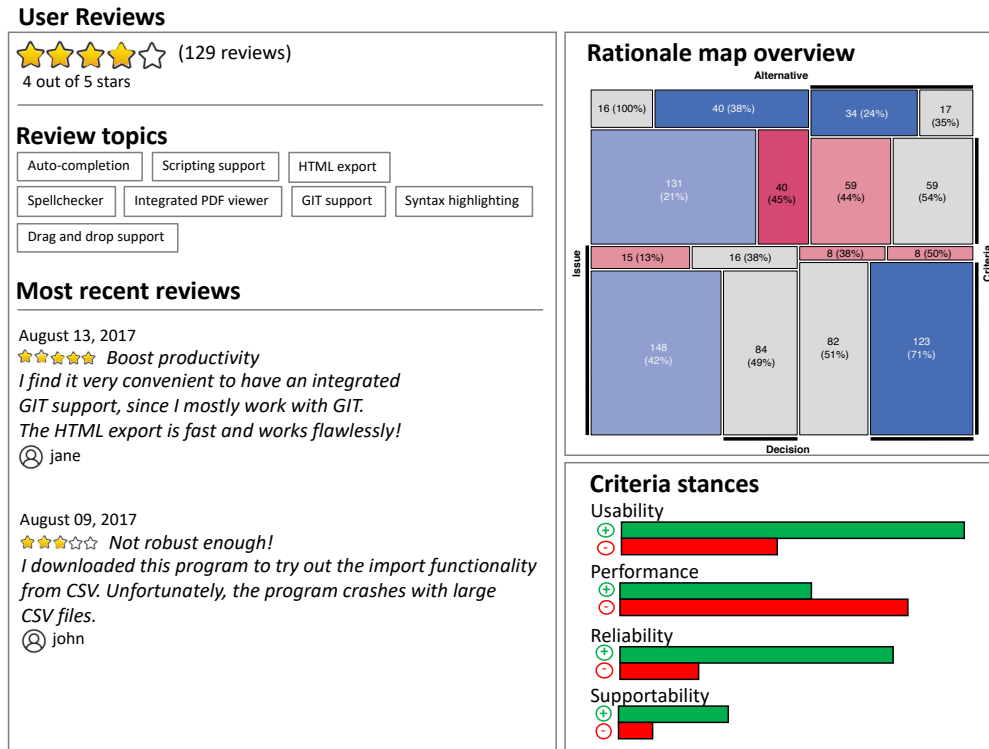 User Reviews
(129 reviews)
4 out of 5 stars
Review topics
Auto-completion
Scripting support
HTML export
Spellchecker
Integrated PDF viewer
GIT support
Syntax highlighting
Drag and drop support
Most recent reviews
August 13, 2017
Boost productivity
I find it very convenient to have an integrated
GIT support, since I mostly work with GIT.
The HTML export is fast and works flawlessly!
jane
August 09, 2017
Not robust enough!
I downloaded this program to try out the import functionality
from CSV. Unfortunately, the program crashes with large
CSV files.
john
Rationale map overview
Alternative
16 (100%)
40 (38%)
34 (24%)
17
(35%)
131
(21%)
40
(45%)
59
(44%)
59
(54%)
Issue
Criteria
15 (13%)
16 (38%)
8 (38%)
8 (50%)
148
(42%)
84
(49%)
82
(51%)
123
(71%)
Decision
Criteria stances
Usability
+
-
Performance
+
-
Reliability
+
-
Supportability
+
-